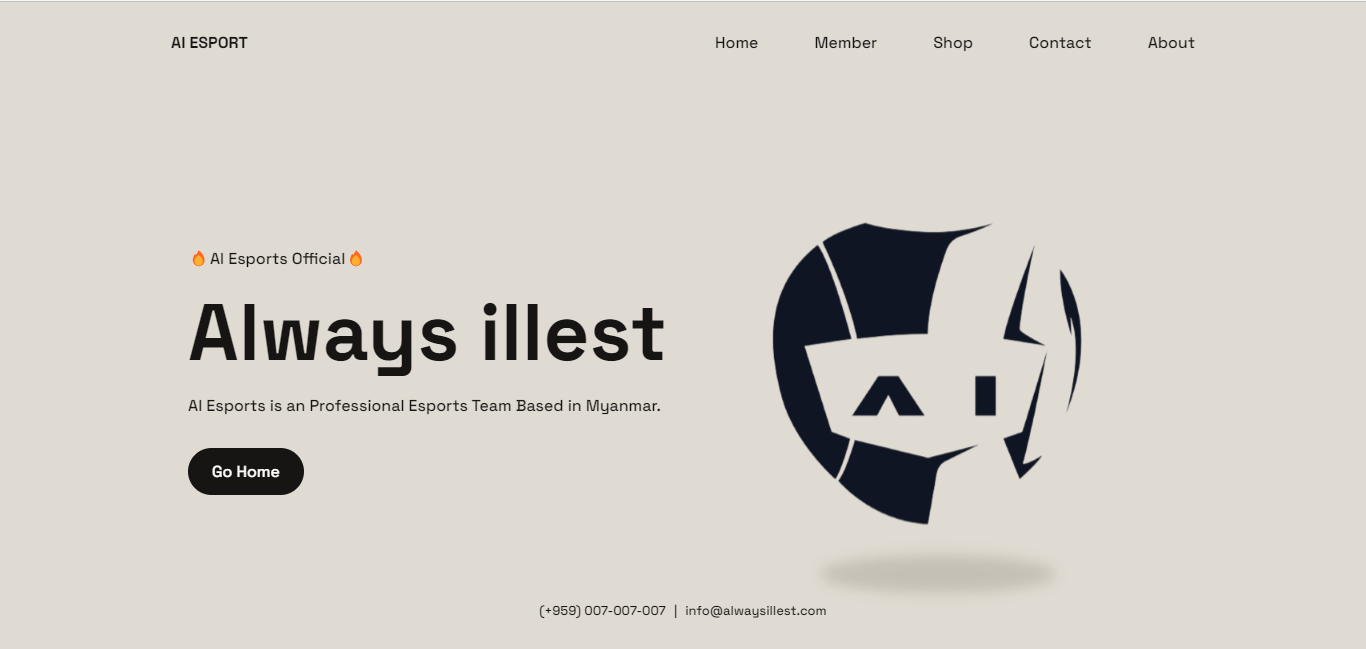 AI ESPORT
Home Member Shop Contact About
🔥 AI Esports Official 🔥
Always illest
AI Esports is an Professional Esports Team Based in Myanmar.
Go Home
AI
(+959) 007-007-007 | info@alwaysillest.com